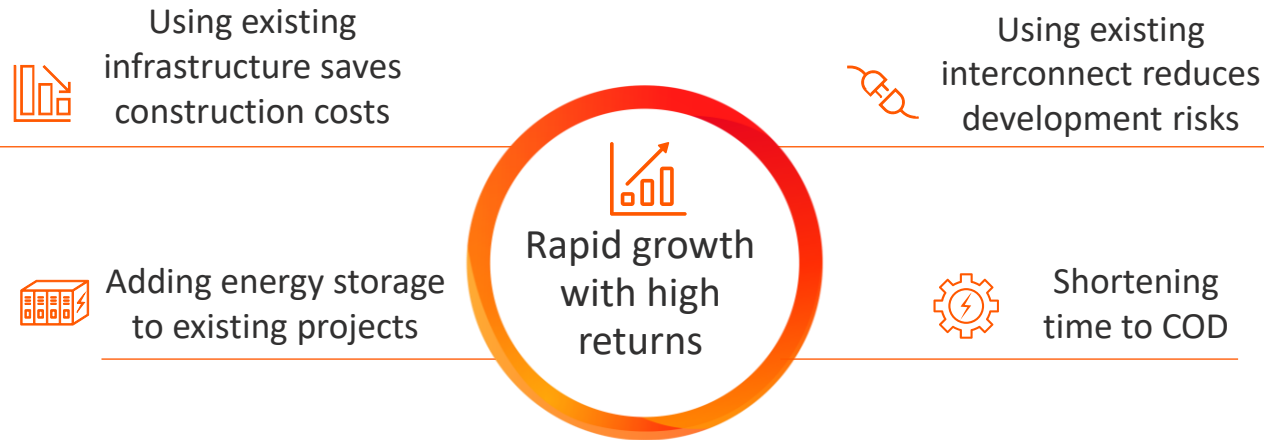 Using existing
infrastructure saves
construction costs
Using existing
interconnect reduces
development risks
Rapid growth
with high
returns
Adding energy storage
to existing projects
Shortening
time to COD